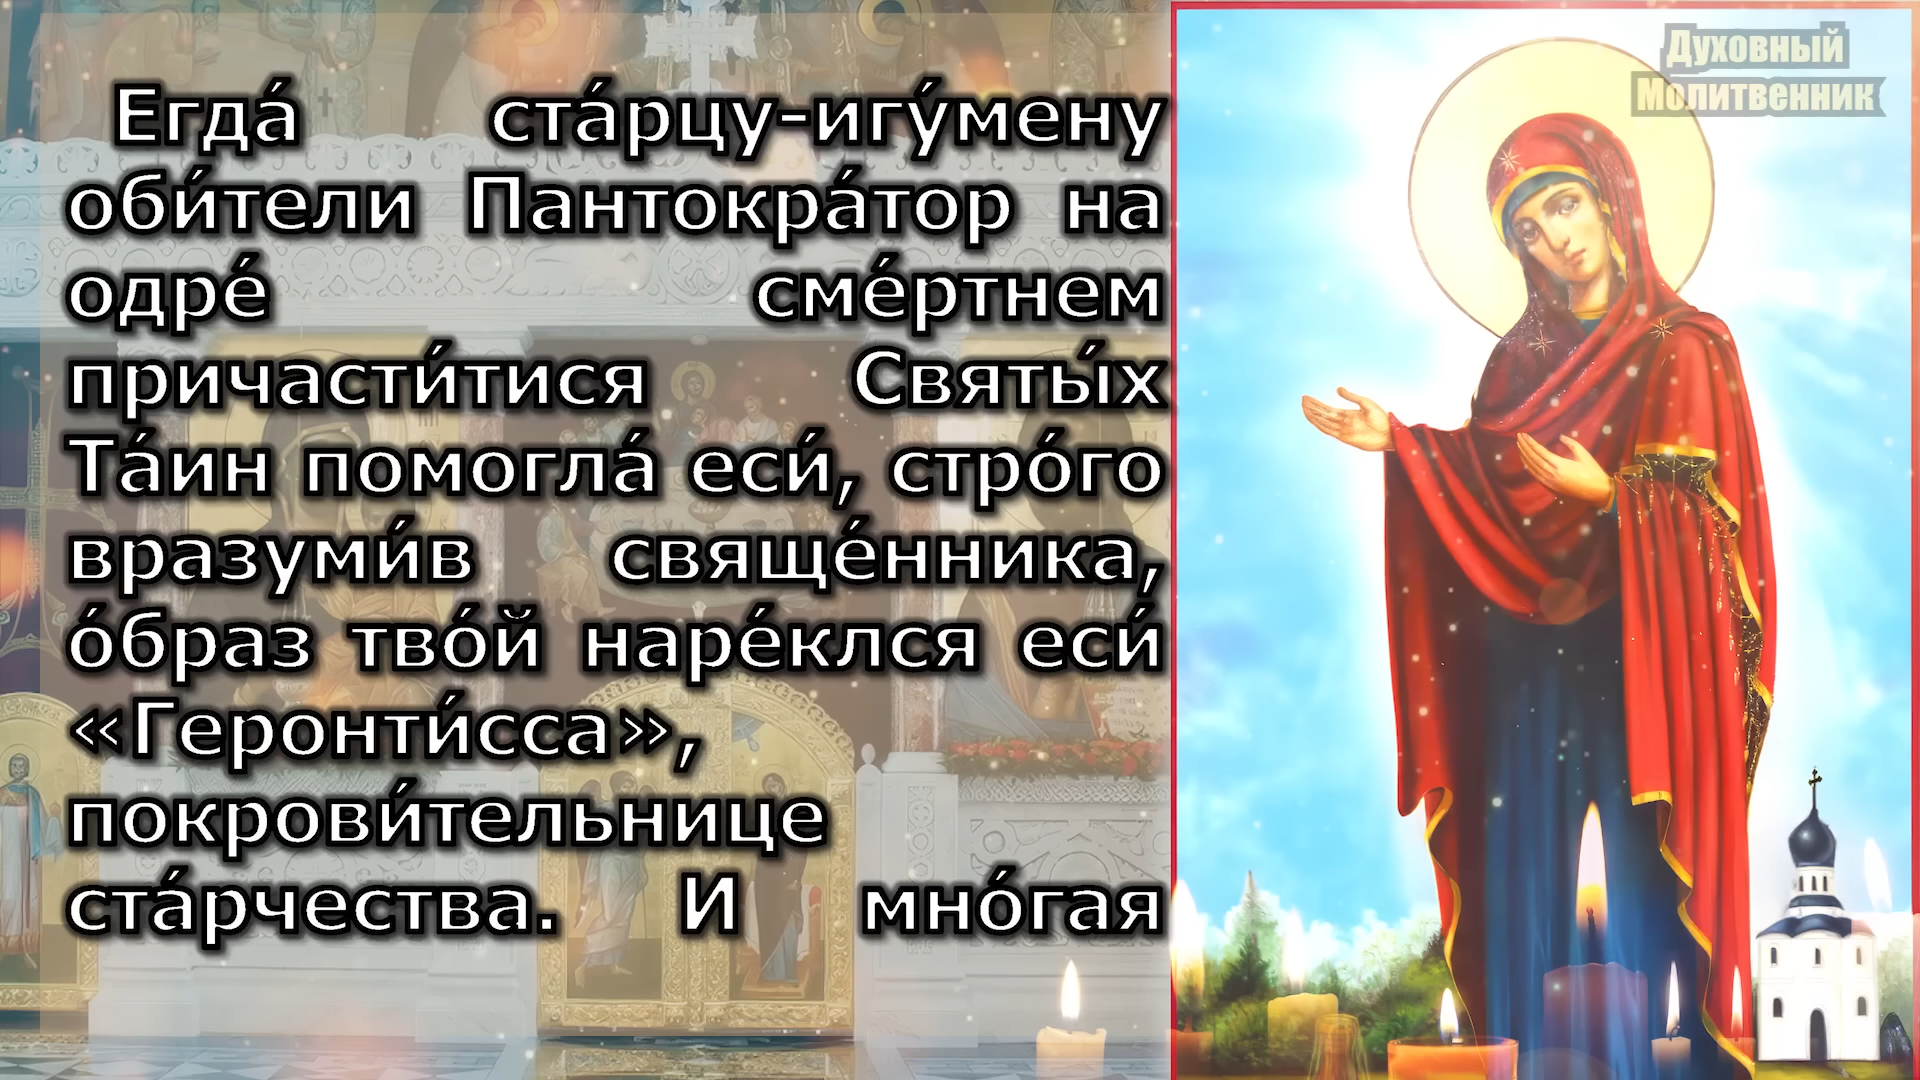 Егда́ ста́рцу-игу́мену
оби́тели Пантокра́тор на
одре́ сме́ртнем
причасти́тися Святы́х
Та́ин помогла́ еси́, стро́го
вразуми́в свяще́нника,
о́браз тво́й наре́клся еси́
«Геронти́сса»,
покрови́тельнице
ста́рчества. И мно́гая
Духовный
Молитвенник